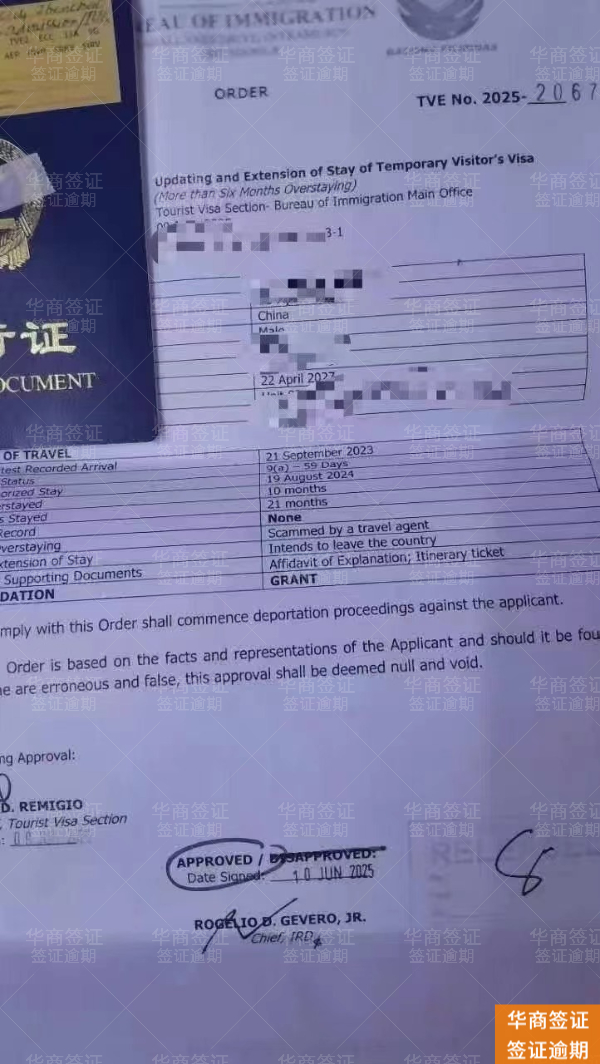 EAU OF IMMIGRATION
ORDER
TVE No. 2025- 2067
Updating and Extension of Stay of Temporary Visitor's Visa
(More than Six Months Overstaying)
Tourist Visa Section- Bureau of Immigration Main Office
3-1
China
Male
行证
OCUMENT
22 April 2027
OF TRAVEL
test Recorded Arrival 21 September 2023
Status 9(a) – 59 Days
orized Stay 19 August 2024
erstayed 10 months
s Stayed 21 months
Record None
verstaying Scammed by a travel agent
xtension of Stay Intends to leave the country
Supporting Documents Affidavit of Explanation; Itinerary ticket
DATION GRANT
mply with this Order shall commence deportation proceedings against the applicant.
Order is based on the facts and representations of the Applicant and should it be fou
e are erroneous and false, this approval shall be deemed null and void.
ng Approval:
D. REMIGIO
, Tourist Visa Section
APPROVED / DISAPPROVED:
Date Signed: 10 JUN 2025
ROGELIO D. GEVERO, JR.
Chief, IRD
华商签证
签证逾期